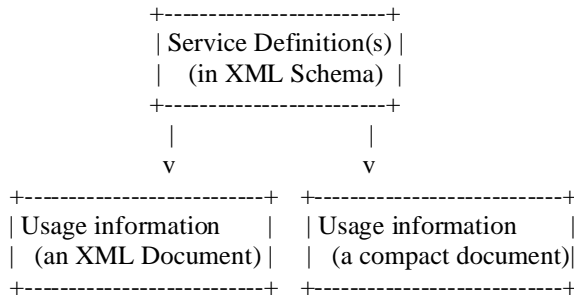 +-------------------------+
| Service Definition(s) |
| (in XML Schema) |
+-------------------------+
| |
v v
+---------------------------+ +----------------------------+
| Usage information | | Usage information |
| (an XML Document) | | (a compact document)|
+---------------------------+ +----------------------------+